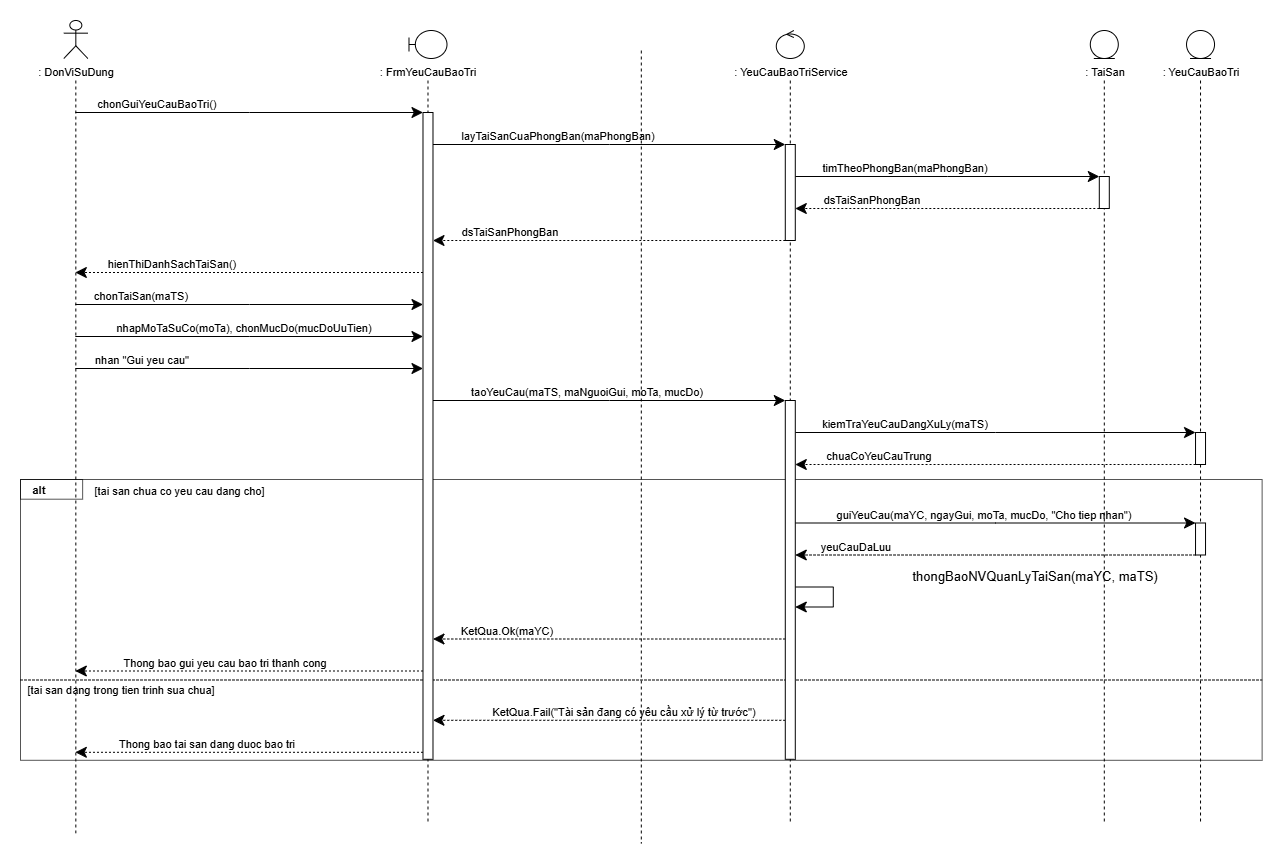 : DonViSuDung
: FrmYeuCauBaoTri
: YeuCauBaoTriService
: TaiSan
: YeuCauBaoTri
chonGuiYeuCauBaoTri()
layTaiSanCuaPhongBan(maPhongBan)
timTheoPhongBan(maPhongBan)
dsTaiSanPhongBan
dsTaiSanPhongBan
hienThiDanhSachTaiSan()
chonTaiSan(maTS)
nhapMoTaSuCo(moTa), chonMucDo(mucDoUuTien)
nhan "Gui yeu cau"
taoYeuCau(maTS, maNguoiGui, moTa, mucDo)
kiemTraYeuCauDangXuLy(maTS)
chuaCoYeuCauTrung
alt
[tai san chua co yeu cau dang cho]
guiYeuCau(maYC, ngayGui, moTa, mucDo, "Cho tiep nhan")
yeuCauDaLuu
thongBaoNVQuanLyTaiSan(maYC, maTS)
KetQua.Ok(maYC)
Thong bao gui yeu cau bao tri thanh cong
[tai san dang trong tien trinh sua chua]
KetQua.Fail("Tài sản đang có yêu cầu xử lý từ trước")
Thong bao tai san dang duoc bao tri